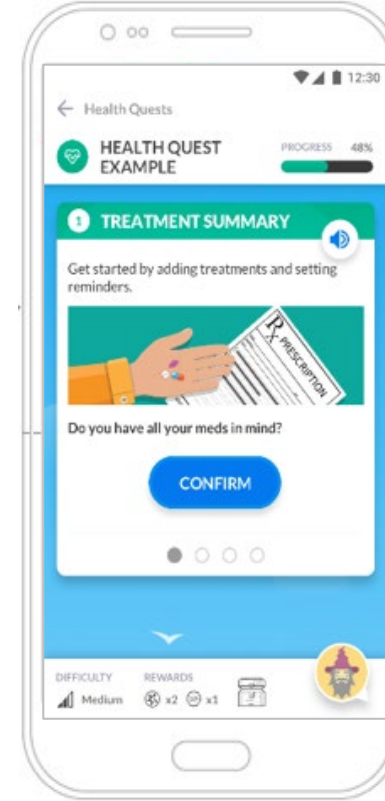 12:30
Health Quests
HEALTH QUEST
EXAMPLE
PROGRESS 48%
1 TREATMENT SUMMARY
Get started by adding treatments and setting
reminders.
Rx PRESCRIPTION
Do you have all your meds in mind?
CONFIRM
DIFFICULTY REWARDS
Medium x2 x1